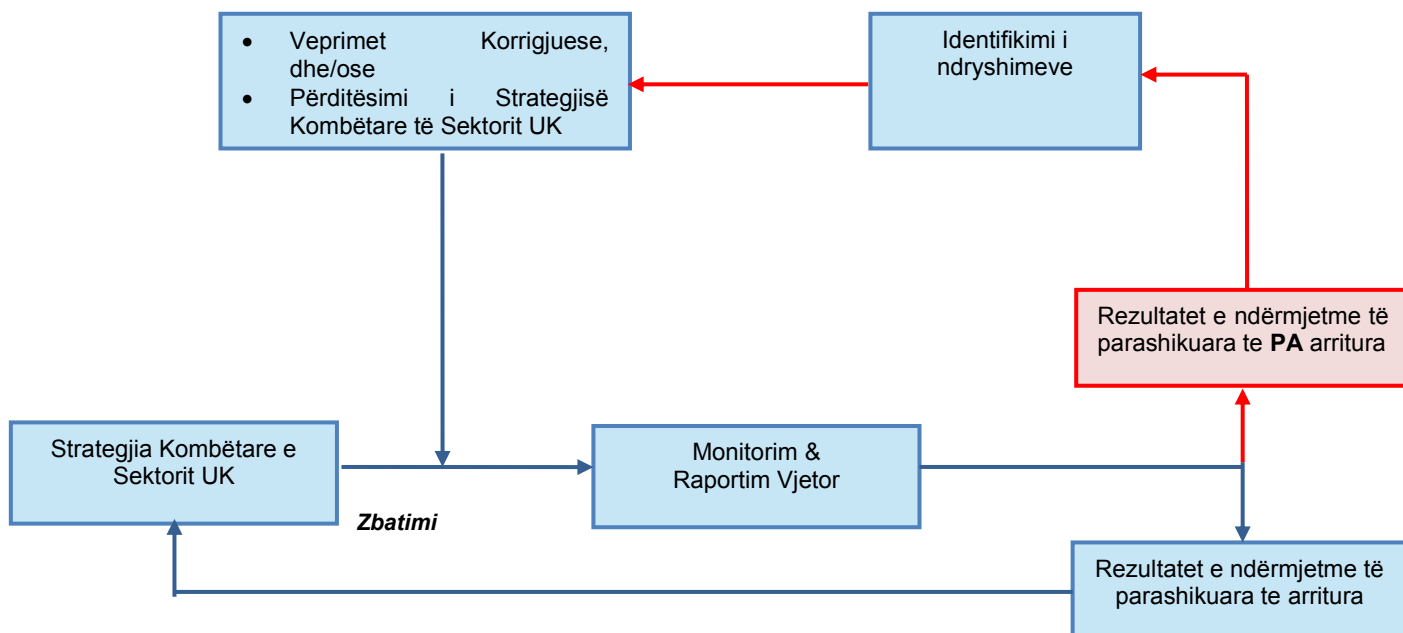 • Veprimet Korrigjuese,
dhe/ose
• Përditësimi i Strategjisë
Kombëtare të Sektorit UK
Identifikimi i
ndryshimeve
Rezultatet e ndërmjetme të
parashikuara te PA arritura
Strategjia Kombëtare e
Sektorit UK
Zbatimi
Monitorim &
Raportim Vjetor
Rezultatet e ndërmjetme të
parashikuara te arritura